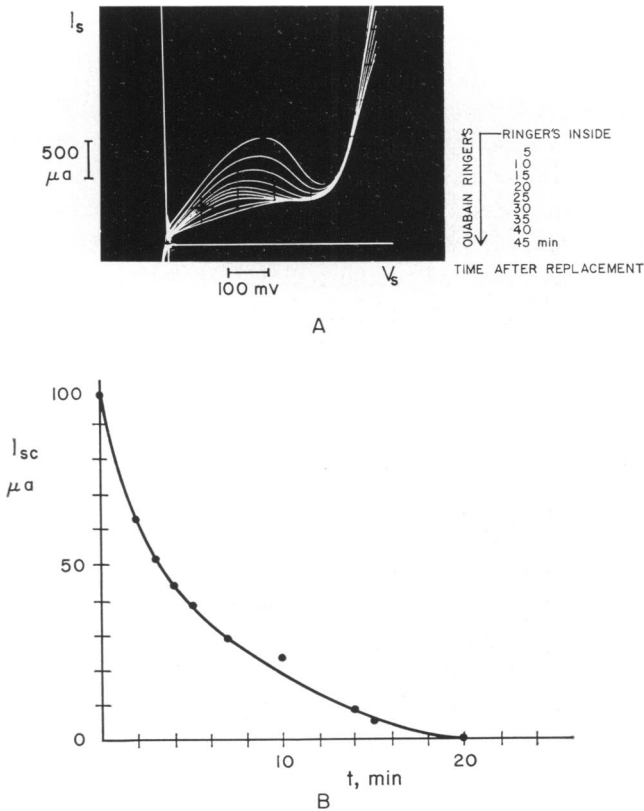 Is
500
μa
100 mV
Vs
OUABAIN RINGERS
RINGER'S INSIDE
5
10
15
20
25
30
35
40
45 min
TIME AFTER REPLACEMENT
A
100
Isc
μa
50
0
10
20
t, min
B